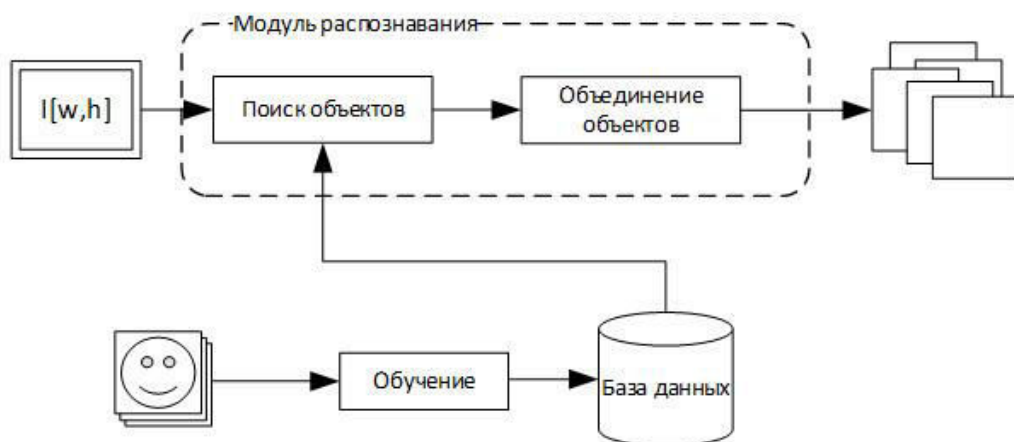 Модуль распознавания
I[w,h]
Поиск объектов
Объединение
объектов
Обучение
База данных